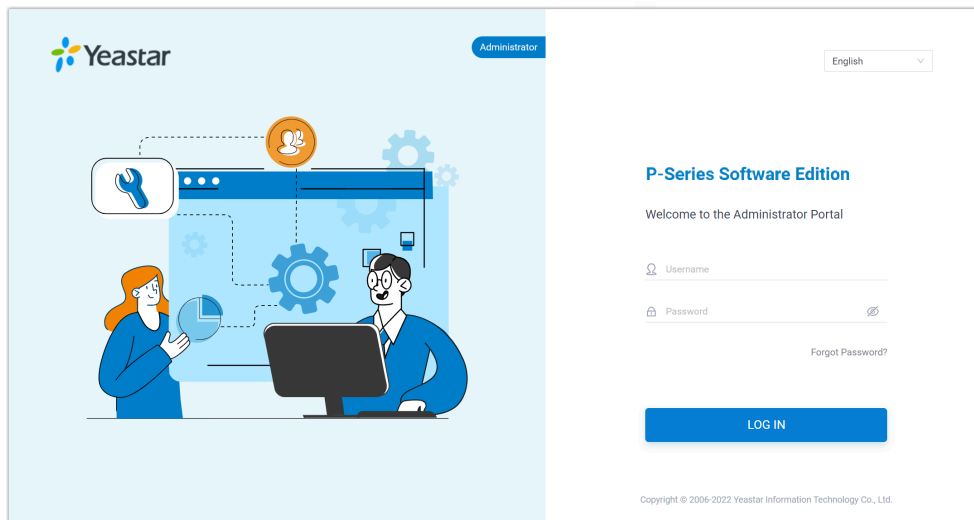 Yeastar
Administrator
English
P-Series Software Edition
Welcome to the Administrator Portal
Username
Password
Forgot Password?
LOG IN
Copyright © 2006-2022 Yeastar Information Technology Co., Ltd.